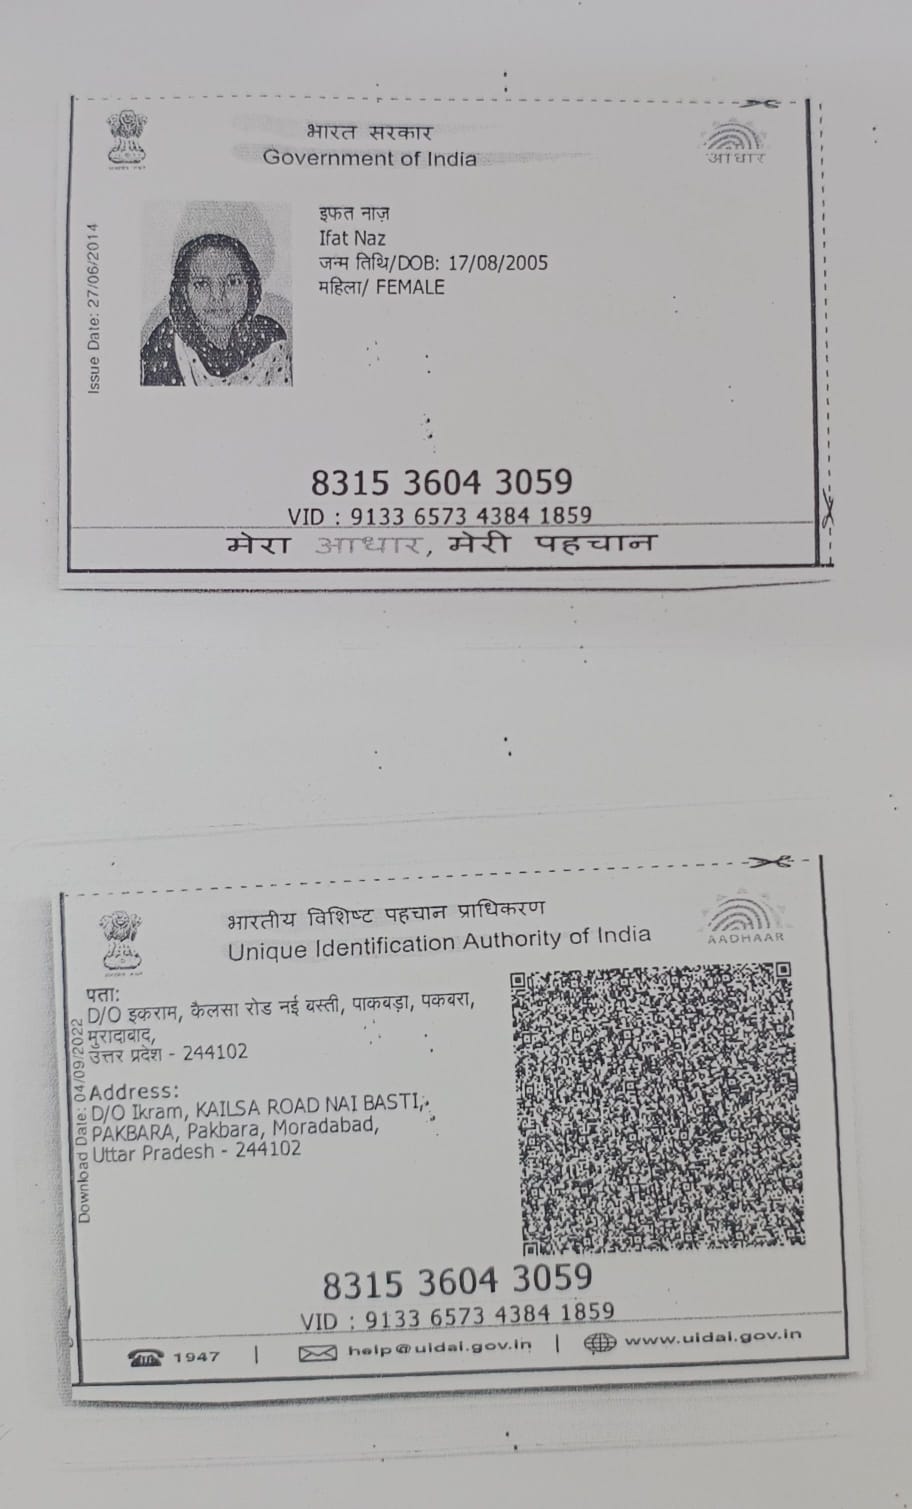 भारत सरकार
Government of India
आधार
Issue Date: 27/06/2014
इफत नाज़
Ifat Naz
जन्म तिथि/DOB: 17/08/2005
महिला/ FEMALE
8315 3604 3059
VID : 9133 6573 4384 1859
मेरा आधार, मेरी पहचान
भारतीय विशिष्ट पहचान प्राधिकरण
Unique Identification Authority of India
AADHAAR
Download Date: 04/09/2022
पता:
D/O इकराम, कैलसा रोड नई बस्ती, पाकबड़ा, पकबरा,
मुरादाबाद,
उत्तर प्रदेश - 244102
Address:
D/O Ikram, KAILSA ROAD NAI BASTI,
PAKBARA, Pakbara, Moradabad,
Uttar Pradesh - 244102
8315 3604 3059
VID : 9133 6573 4384 1859
1947 | help@uidai.gov.in | www.uidai.gov.in